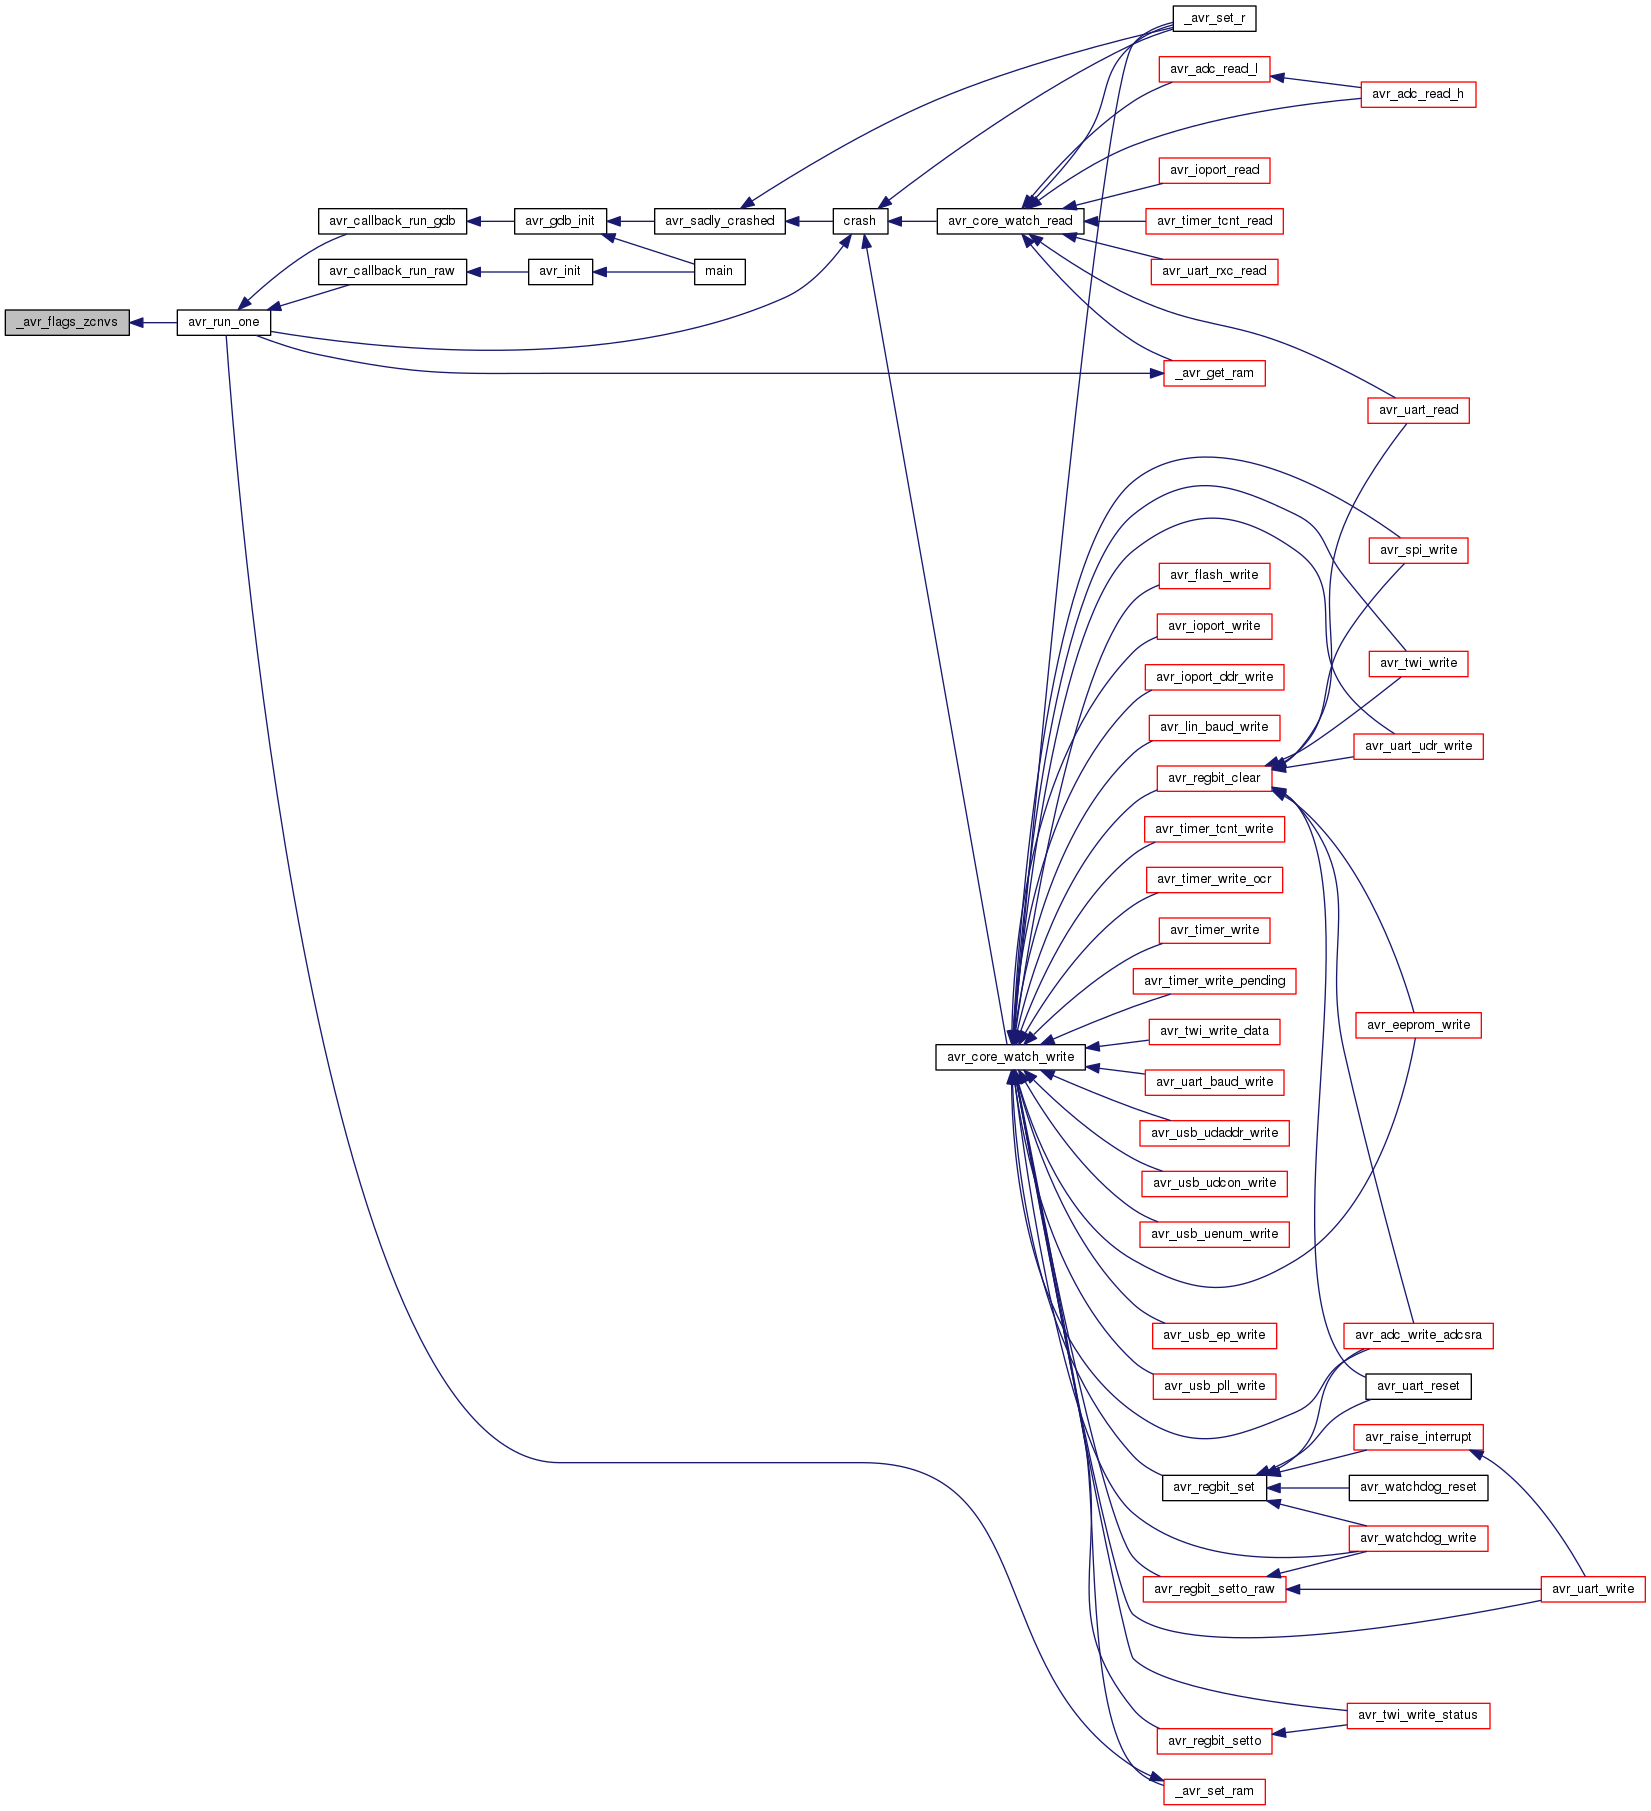 _avr_set_r
avr_adc_read_l
avr_adc_read_h
avr_ioport_read
avr_callback_run_gdb
avr_gdb_init
avr_sadly_crashed
crash
avr_core_watch_read
avr_timer_tcnt_read
avr_callback_run_raw
avr_init
main
avr_uart_rxc_read
_avr_flags_zcnvs
avr_run_one
_avr_get_ram
avr_uart_read
avr_spi_write
avr_flash_write
avr_ioport_write
avr_twi_write
avr_ioport_ddr_write
avr_lin_baud_write
avr_uart_udr_write
avr_regbit_clear
avr_timer_tcnt_write
avr_timer_write_ocr
avr_timer_write
avr_timer_write_pending
avr_eeprom_write
avr_twi_write_data
avr_core_watch_write
avr_uart_baud_write
avr_usb_udaddr_write
avr_usb_udcon_write
avr_usb_uenum_write
avr_usb_ep_write
avr_adc_write_adcsra
avr_usb_pll_write
avr_uart_reset
avr_raise_interrupt
avr_regbit_set
avr_watchdog_reset
avr_watchdog_write
avr_regbit_setto_raw
avr_uart_write
avr_twi_write_status
avr_regbit_setto
_avr_set_ram